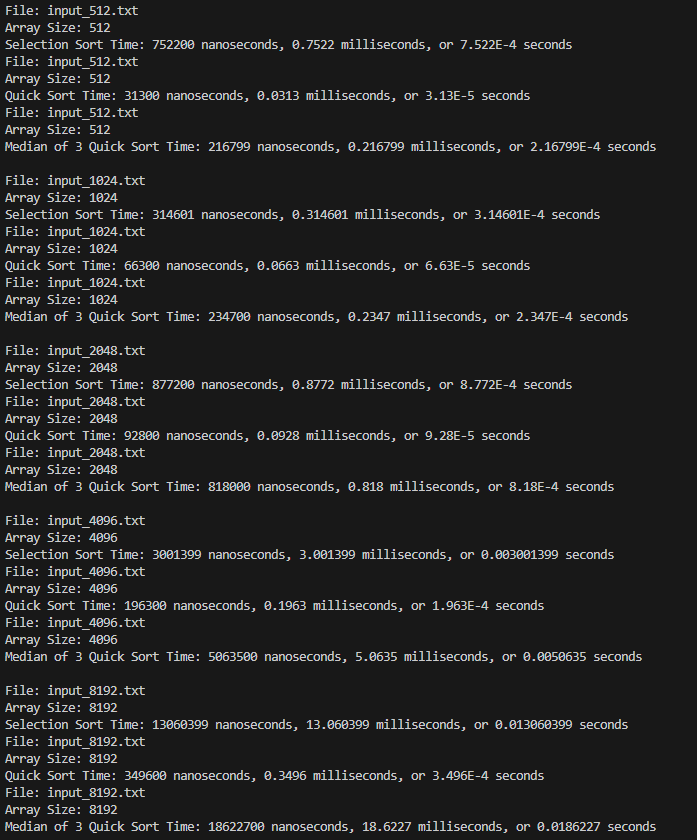 File: input_512.txt
Array Size: 512
Selection Sort Time: 752200 nanoseconds, 0.7522 milliseconds, or 7.522E-4 seconds
File: input_512.txt
Array Size: 512
Quick Sort Time: 31300 nanoseconds, 0.0313 milliseconds, or 3.13E-5 seconds
File: input_512.txt
Array Size: 512
Median of 3 Quick Sort Time: 216799 nanoseconds, 0.216799 milliseconds, or 2.16799E-4 seconds
File: input_1024.txt
Array Size: 1024
Selection Sort Time: 314601 nanoseconds, 0.314601 milliseconds, or 3.14601E-4 seconds
File: input_1024.txt
Array Size: 1024
Quick Sort Time: 66300 nanoseconds, 0.0663 milliseconds, or 6.63E-5 seconds
File: input_1024.txt
Array Size: 1024
Median of 3 Quick Sort Time: 234700 nanoseconds, 0.2347 milliseconds, or 2.347E-4 seconds
File: input_2048.txt
Array Size: 2048
Selection Sort Time: 877200 nanoseconds, 0.8772 milliseconds, or 8.772E-4 seconds
File: input_2048.txt
Array Size: 2048
Quick Sort Time: 92800 nanoseconds, 0.0928 milliseconds, or 9.28E-5 seconds
File: input_2048.txt
Array Size: 2048
Median of 3 Quick Sort Time: 818000 nanoseconds, 0.818 milliseconds, or 8.18E-4 seconds
File: input_4096.txt
Array Size: 4096
Selection Sort Time: 3001399 nanoseconds, 3.001399 milliseconds, or 0.003001399 seconds
File: input_4096.txt
Array Size: 4096
Quick Sort Time: 196300 nanoseconds, 0.1963 milliseconds, or 1.963E-4 seconds
File: input_4096.txt
Array Size: 4096
Median of 3 Quick Sort Time: 5063500 nanoseconds, 5.0635 milliseconds, or 0.0050635 seconds
File: input_8192.txt
Array Size: 8192
Selection Sort Time: 13060399 nanoseconds, 13.060399 milliseconds, or 0.013060399 seconds
File: input_8192.txt
Array Size: 8192
Quick Sort Time: 349600 nanoseconds, 0.3496 milliseconds, or 3.496E-4 seconds
File: input_8192.txt
Array Size: 8192
Median of 3 Quick Sort Time: 18622700 nanoseconds, 18.6227 milliseconds, or 0.0186227 seconds